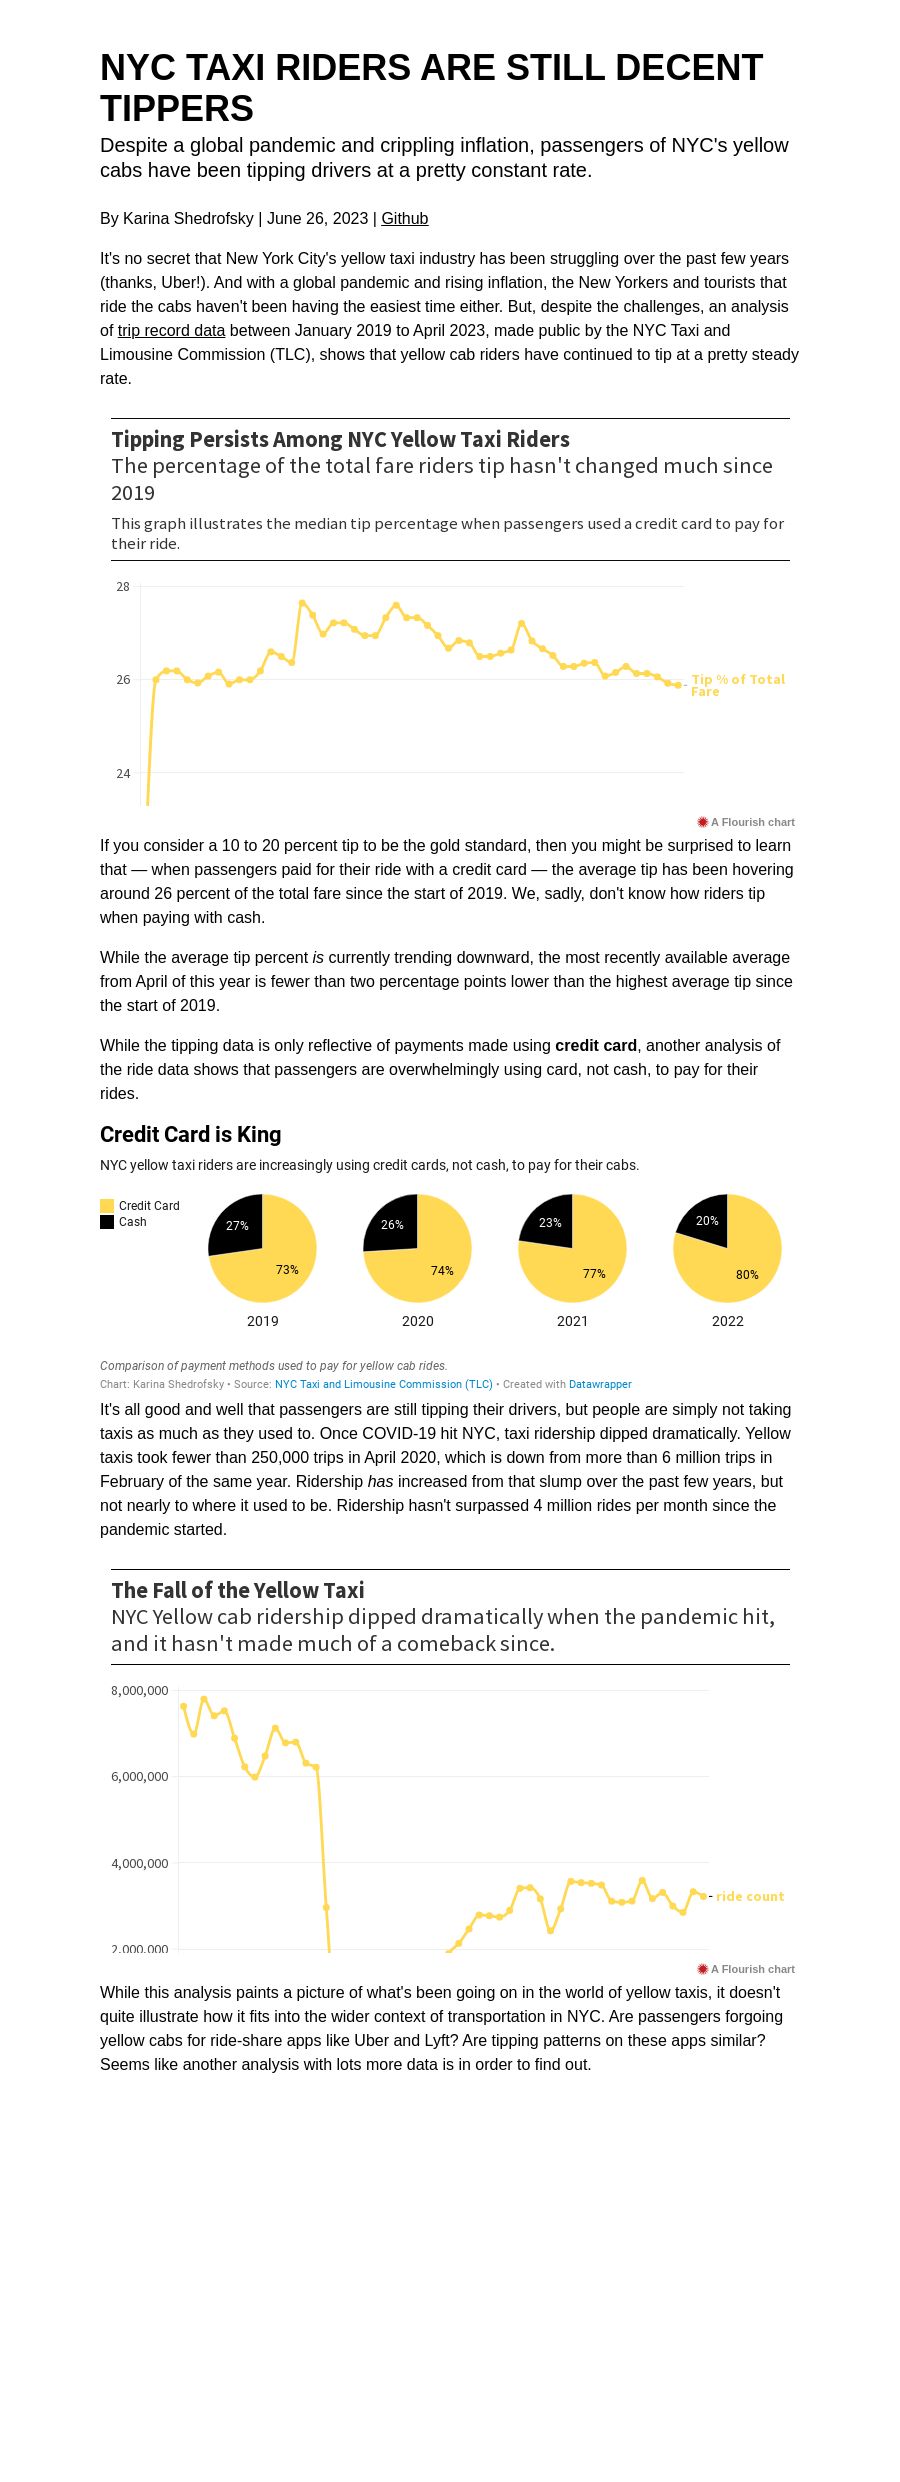 NYC TAXI RIDERS ARE STILL DECENT
TIPPERS
Despite a global pandemic and crippling inflation, passengers of NYC's yellow
cabs have been tipping drivers at a pretty constant rate.
By Karina Shedrofsky | June 26, 2023 | Github
It's no secret that New York City's yellow taxi industry has been struggling over the past few years
(thanks, Uber!). And with a global pandemic and rising inflation, the New Yorkers and tourists that
ride the cabs haven't been having the easiest time either. But, despite the challenges, an analysis
of trip record data between January 2019 to April 2023, made public by the NYC Taxi and
Limousine Commission (TLC), shows that yellow cab riders have continued to tip at a pretty steady
rate.
Tipping Persists Among NYC Yellow Taxi Riders
The percentage of the total fare riders tip hasn't changed much since
2019
This graph illustrates the median tip percentage when passengers used a credit card to pay for
their ride.
28
26
Tip % of Total
Fare
24
A Flourish chart
If you consider a 10 to 20 percent tip to be the gold standard, then you might be surprised to learn
that — when passengers paid for their ride with a credit card — the average tip has been hovering
around 26 percent of the total fare since the start of 2019. We, sadly, don't know how riders tip
when paying with cash.
While the average tip percent is currently trending downward, the most recently available average
from April of this year is fewer than two percentage points lower than the highest average tip since
the start of 2019.
While the tipping data is only reflective of payments made using credit card, another analysis of
the ride data shows that passengers are overwhelmingly using card, not cash, to pay for their
rides.
Credit Card is King
NYC yellow taxi riders are increasingly using credit cards, not cash, to pay for their cabs.
Credit Card
Cash
27% 26% 23% 20%
73% 74% 77% 80%
2019 2020 2021 2022
Comparison of payment methods used to pay for yellow cab rides.
Chart: Karina Shedrofsky • Source: NYC Taxi and Limousine Commission (TLC) • Created with Datawrapper
It's all good and well that passengers are still tipping their drivers, but people are simply not taking
taxis as much as they used to. Once COVID-19 hit NYC, taxi ridership dipped dramatically. Yellow
taxis took fewer than 250,000 trips in April 2020, which is down from more than 6 million trips in
February of the same year. Ridership has increased from that slump over the past few years, but
not nearly to where it used to be. Ridership hasn't surpassed 4 million rides per month since the
pandemic started.
The Fall of the Yellow Taxi
NYC Yellow cab ridership dipped dramatically when the pandemic hit,
and it hasn't made much of a comeback since.
8,000,000
6,000,000
4,000,000
ride count
2,000,000
A Flourish chart
While this analysis paints a picture of what's been going on in the world of yellow taxis, it doesn't
quite illustrate how it fits into the wider context of transportation in NYC. Are passengers forgoing
yellow cabs for ride-share apps like Uber and Lyft? Are tipping patterns on these apps similar?
Seems like another analysis with lots more data is in order to find out.